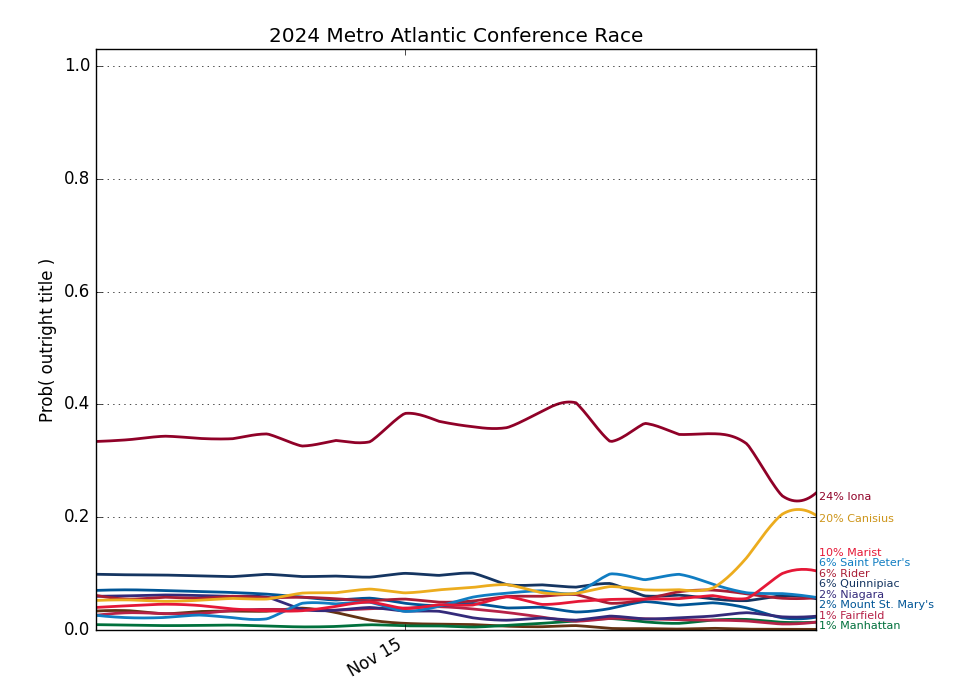 2024 Metro Atlantic Conference Race
1.0
0.8
0.6
0.4
0.2
0.0
Prob( outright title )
Nov 15
24% Iona
20% Canisius
10% Marist
6% Saint Peter's
6% Rider
6% Quinnipiac
2% Niagara
2% Mount St. Mary's
1% Fairfield
1% Manhattan